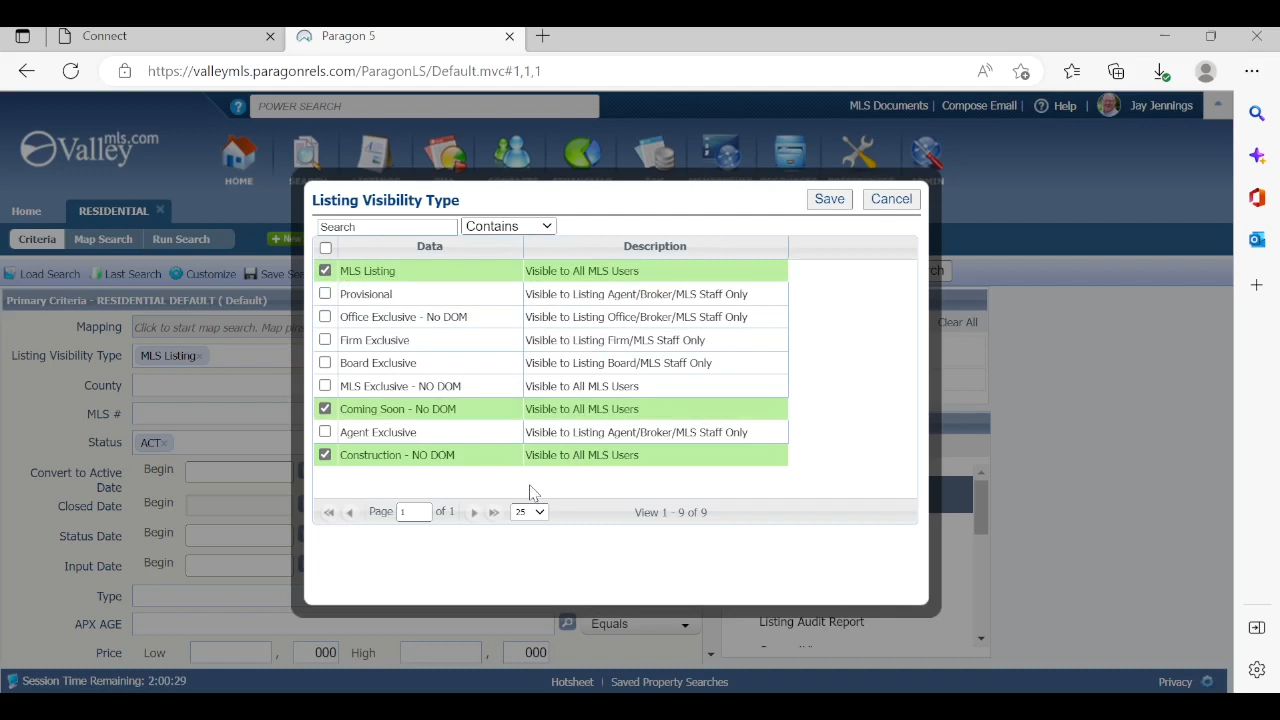 Connect
Paragon 5
https://valleymls.paragonrels.com/ParagonLS/Default.mvc#1,1,1
POWER SEARCH
MLS Documents | Compose Email | Help | Jay Jennings
Valleymls.com
HOME
Home RESIDENTIAL
Criteria Map Search Run Search
Load Search Last Search Customize
Primary Criteria - RESIDENTIAL DEFAULT ( Default)
Mapping Click to start map search.
Listing Visibility Type MLS Listing
County
MLS #
Status ACT
Convert to Active Date Begin
Closed Date Begin
Status Date Begin
Input Date Begin
Type
APX AGE Equals
Price Low , 000 High , 000
Listing Visibility Type Save Cancel
Search Contains
Data Description
MLS Listing Visible to All MLS Users
Provisional Visible to Listing Agent/Broker/MLS Staff Only
Office Exclusive - No DOM Visible to Listing Office/Broker/MLS Staff Only
Firm Exclusive Visible to Listing Firm/MLS Staff Only
Board Exclusive Visible to Listing Board/MLS Staff Only
MLS Exclusive - NO DOM Visible to All MLS Users
Coming Soon - No DOM Visible to All MLS Users
Agent Exclusive Visible to Listing Agent/Broker/MLS Staff Only
Construction - NO DOM Visible to All MLS Users
Page 1 of 1 25 View 1 - 9 of 9
Clear All
Listing Audit Report
Session Time Remaining: 2:00:29 Hotsheet | Saved Property Searches Privacy